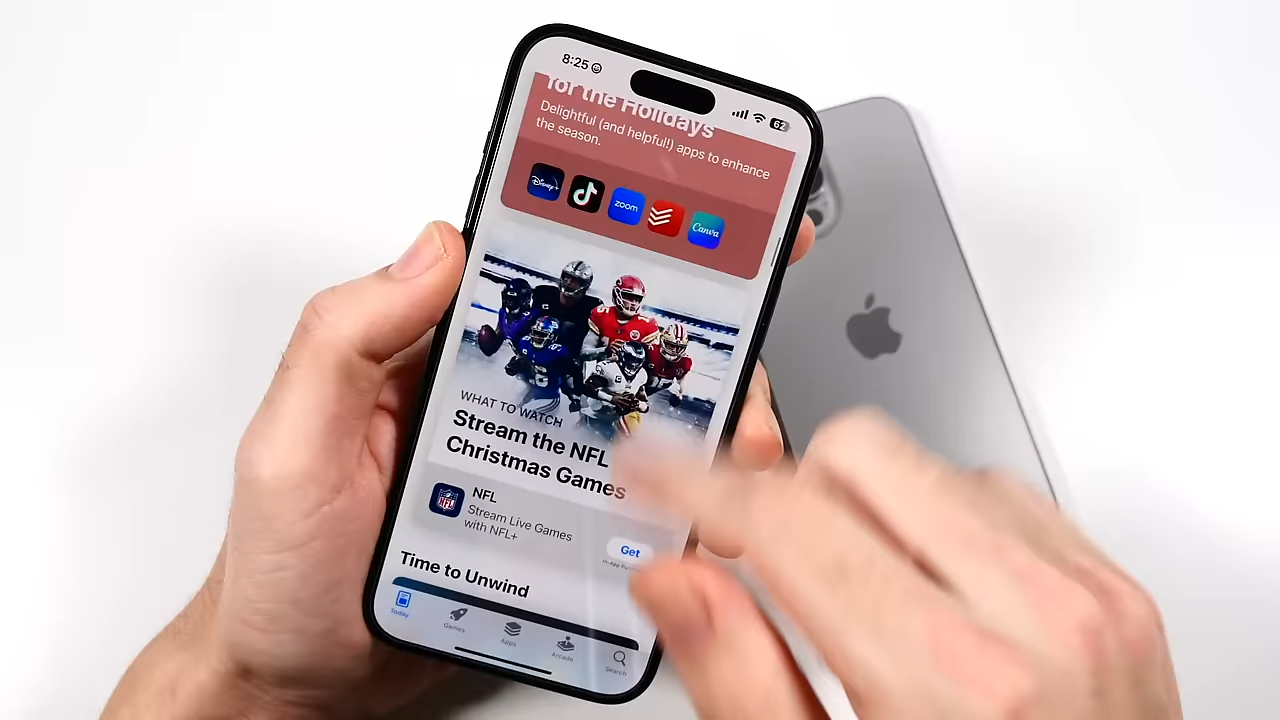 8:25
62
for the Holidays
Delightful (and helpful!) apps to enhance
the season.
Disney+
zoom
Canva
WHAT TO WATCH
Stream the NFL
Christmas Games
NFL
NFL
Stream Live Games
with NFL+
Get
Time to Unwind
Today
Games
Apps
Arcade
Search